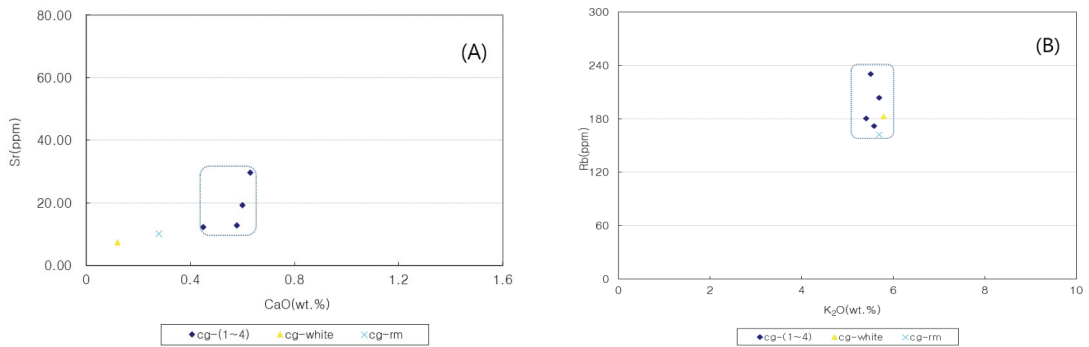 80.00
(A)
60.00
40.00
20.00
0.00
Sr(ppm)
0
0.4
0.8
1.2
1.6
CaO(wt.%)
cg-(1~4)
cg-white
cg-rm
300
(B)
240
180
120
60
0
Rb(ppm)
0
2
4
6
8
10
K₂O(wt.%)
cg-(1~4)
cg-white
cg-rm